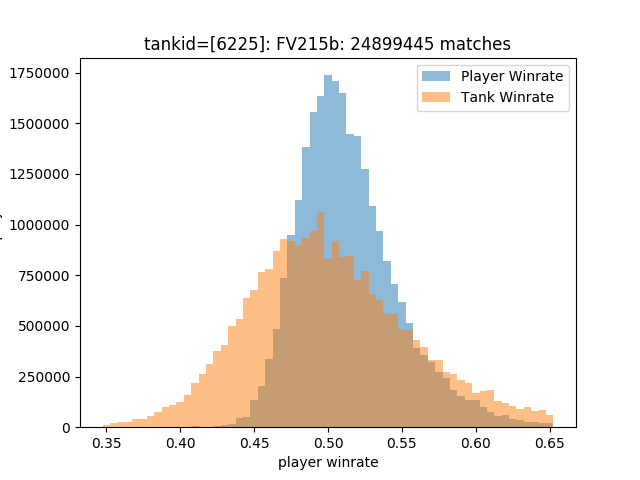 tankid=[6225]: FV215b: 24899445 matches
Player Winrate
Tank Winrate
1750000
1500000
1250000
1000000
750000
500000
250000
0
0.35 0.40 0.45 0.50 0.55 0.60 0.65
player winrate